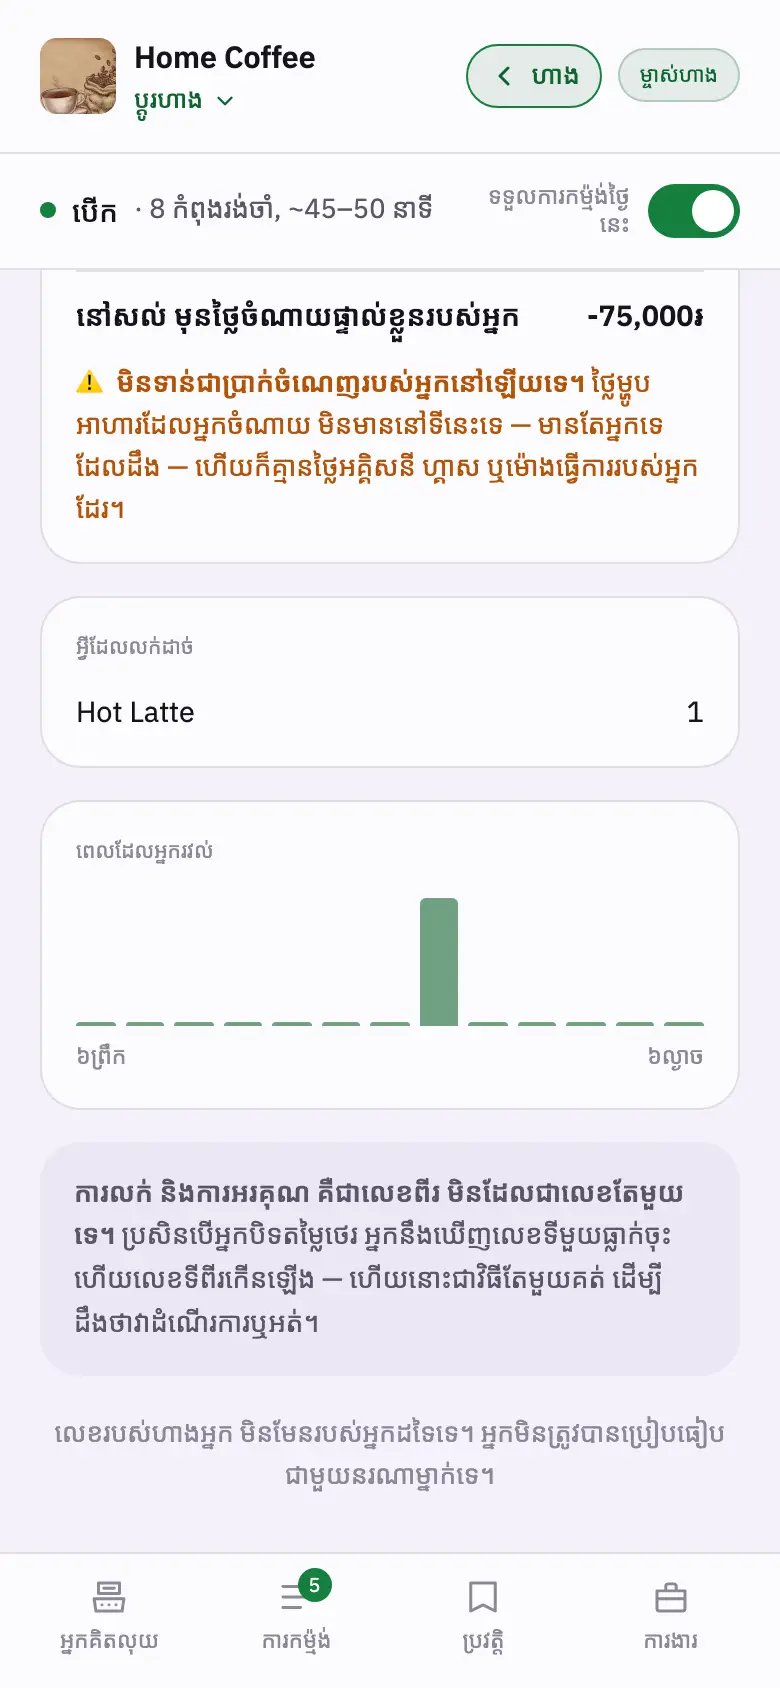 Home Coffee
ប្ដូរហាង
ហាង
ម្ចាស់ហាង
បើក · 8 កំពុងរង់ចាំ, ~45–50 នាទី
ទទួលការកម្ម៉ង់ថ្ងៃ
នេះ
នៅសល់ មុនថ្លៃចំណាយផ្ទាល់ខ្លួនរបស់អ្នក -75,000៛
⚠️ មិនទាន់ជាប្រាក់ចំណេញរបស់អ្នកនៅឡើយទេ។ ថ្លៃម្ហូប
អាហារដែលអ្នកចំណាយ មិនមាននៅទីនេះទេ — មានតែអ្នកទេ
ដែលដឹង — ហើយក៏គ្មានថ្លៃអគ្គិសនី ហ្គាស ឬម៉ោងធ្វើការរបស់អ្នក
ដែរ។
អ្វីដែលលក់ដាច់
Hot Latte 1
ពេលដែលអ្នករវល់
៦ព្រឹក ៦ល្ងាច
ការលក់ និងការអរគុណ គឺជាលេខពីរ មិនដែលជាលេខតែមួយ
ទេ។ ប្រសិនបើអ្នកបិទតម្លៃថេរ អ្នកនឹងឃើញលេខទីមួយធ្លាក់ចុះ
ហើយលេខទីពីរកើនឡើង — ហើយនោះជាវិធីតែមួយគត់ ដើម្បី
ដឹងថាវាដំណើរការឬអត់។
លេខរបស់ហាងអ្នក មិនមែនរបស់អ្នកដទៃទេ។ អ្នកមិនត្រូវបានប្រៀបធៀប
ជាមួយនរណាម្នាក់ទេ។
5
អ្នកគិតលុយ ការកម្ម៉ង់ ប្រវត្តិ ការងារ